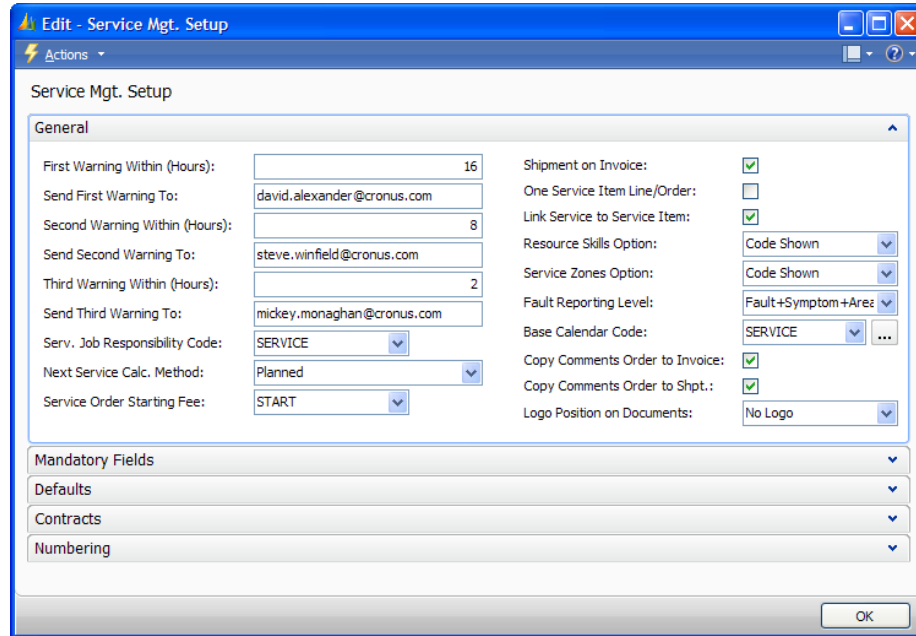 Edit - Service Mgt. Setup
Actions
Service Mgt. Setup
General
First Warning Within (Hours): 16
Send First Warning To: david.alexander@cronus.com
Second Warning Within (Hours): 8
Send Second Warning To: steve.winfield@cronus.com
Third Warning Within (Hours): 2
Send Third Warning To: mickey.monaghan@cronus.com
Serv. Job Responsibility Code: SERVICE
Next Service Calc. Method: Planned
Service Order Starting Fee: START
Shipment on Invoice:
One Service Item Line/Order:
Link Service to Service Item:
Resource Skills Option: Code Shown
Service Zones Option: Code Shown
Fault Reporting Level: Fault+Symptom+Area
Base Calendar Code: SERVICE ...
Copy Comments Order to Invoice:
Copy Comments Order to Shpt.:
Logo Position on Documents: No Logo
Mandatory Fields
Defaults
Contracts
Numbering
OK